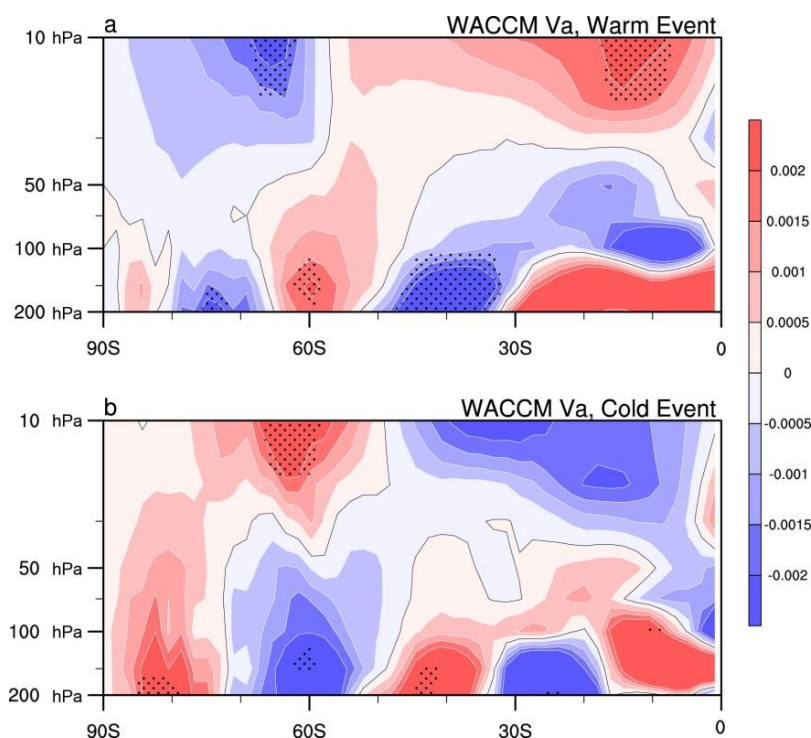 a WACCM Va, Warm Event
10 hPa
50 hPa
100 hPa
200 hPa
90S 60S 30S 0
b WACCM Va, Cold Event
10 hPa
50 hPa
100 hPa
200 hPa
90S 60S 30S 0
0.002
0.0015
0.001
0.0005
0
-0.0005
-0.001
-0.0015
-0.002